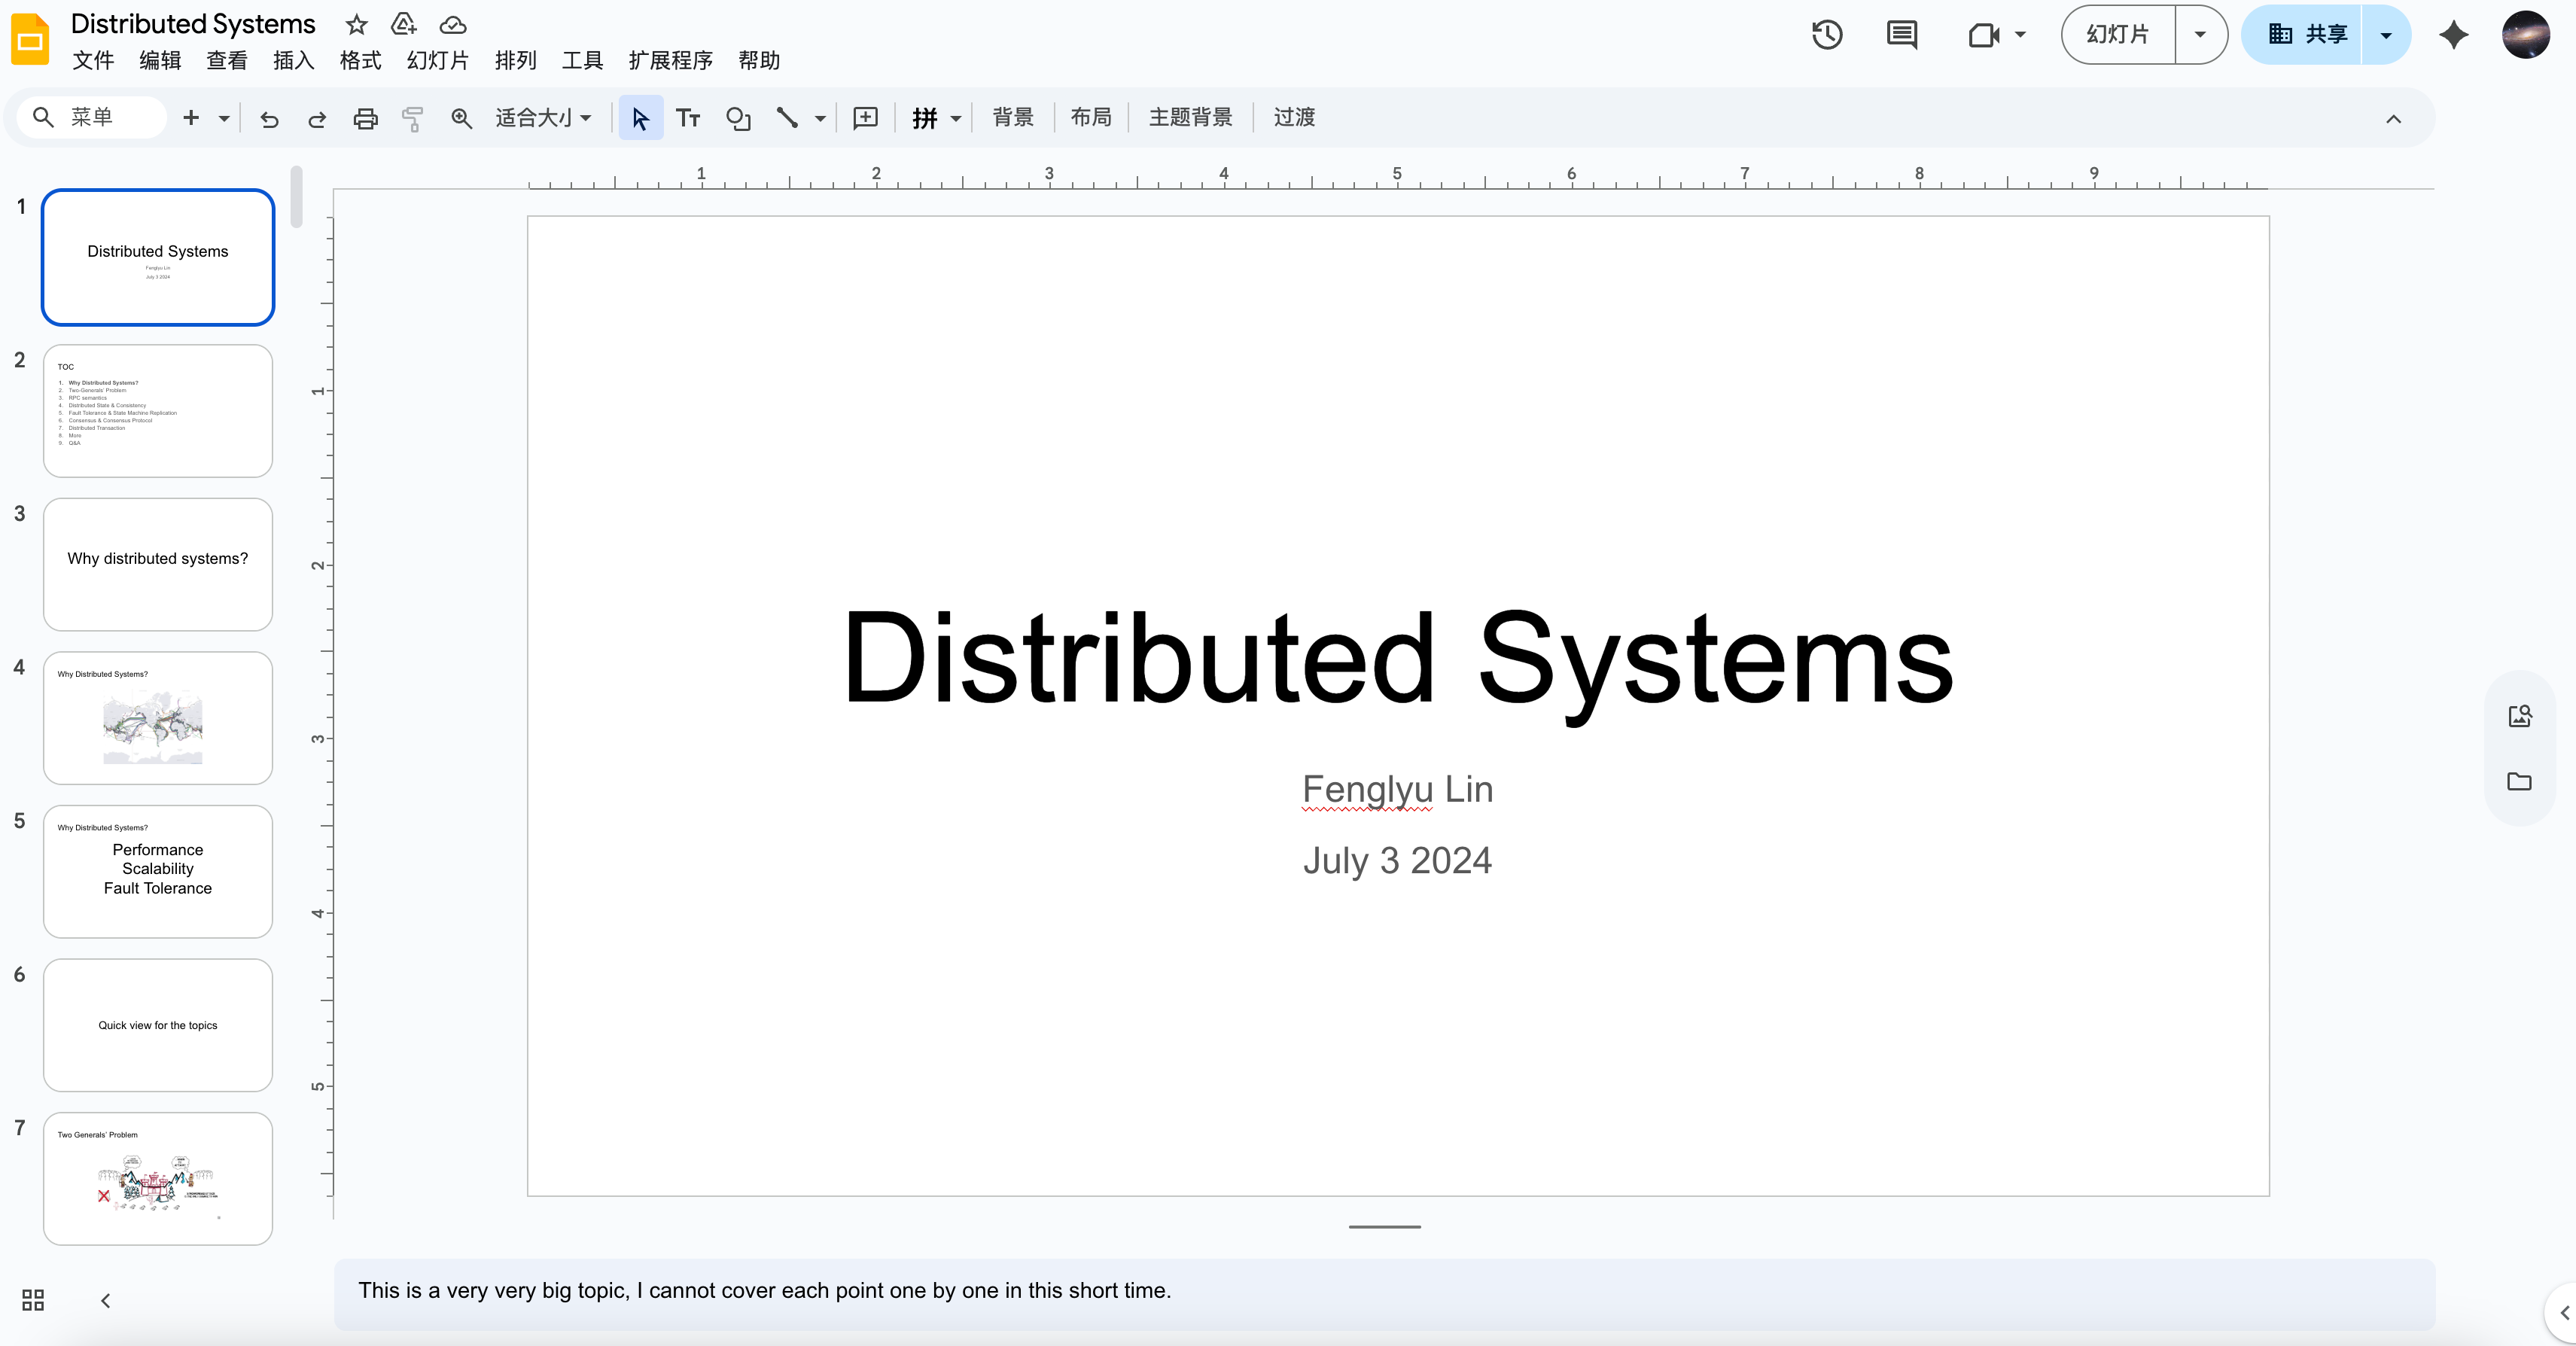 Distributed Systems
文件 编辑 查看 插入 格式 幻灯片 排列 工具 扩展程序 帮助
幻灯片
共享
菜单
适合大小
拼
背景
布局
主题背景
过渡
1 2 3 4 5 6 7 8 9
1
2
3
4
5
1
Distributed Systems
Fenglyu Lin
July 3 2024
2
TOC
1. Why Distributed Systems?
2. Two-Generals' Problem
3. RPC semantics
4. Distributed State & Consistency
5. Fault Tolerance & State Machine Replication
6. Consensus & Consensus Protocol
7. Distributed Transaction
8. More
9. Q&A
3
Why distributed systems?
4
Why Distributed Systems?
5
Why Distributed Systems?
Performance
Scalability
Fault Tolerance
6
Quick view for the topics
7
Two Generals' Problem
Distributed Systems
Fenglyu Lin
July 3 2024
This is a very very big topic, I cannot cover each point one by one in this short time.